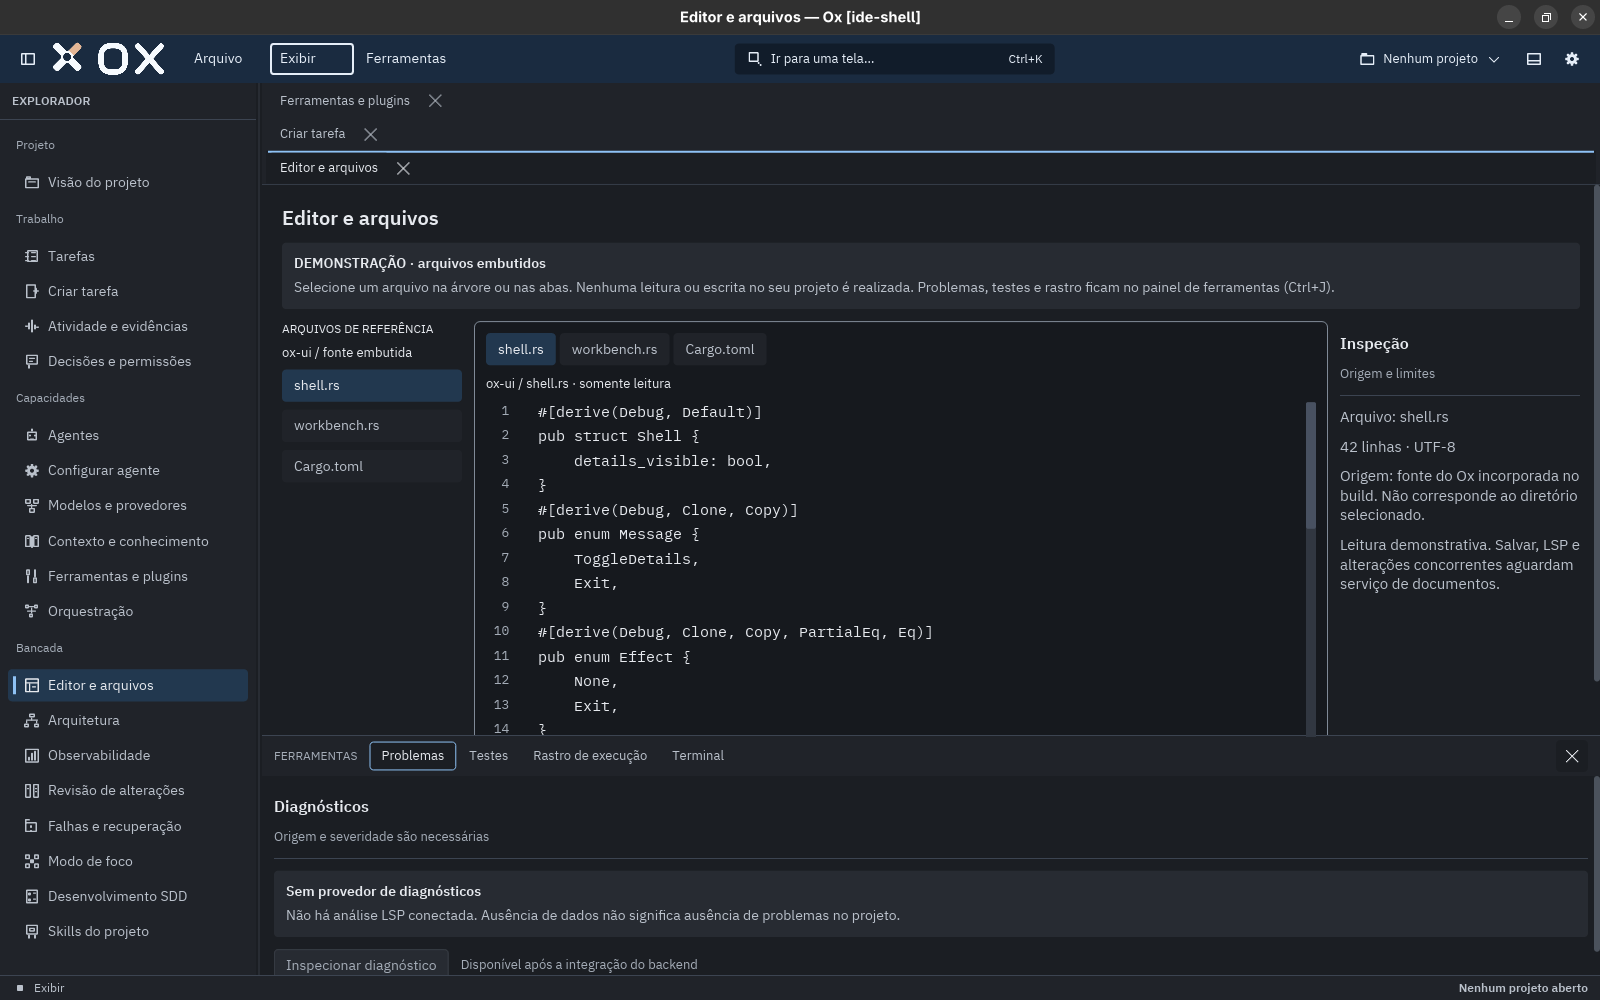 Editor e arquivos — Ox [ide-shell]
OX
Arquivo
Exibir
Ferramentas
Ir para uma tela...
Ctrl+K
Nenhum projeto
EXPLORADOR
Projeto
Visão do projeto
Trabalho
Tarefas
Criar tarefa
Atividade e evidências
Decisões e permissões
Capacidades
Agentes
Configurar agente
Modelos e provedores
Contexto e conhecimento
Ferramentas e plugins
Orquestração
Bancada
Editor e arquivos
Arquitetura
Observabilidade
Revisão de alterações
Falhas e recuperação
Modo de foco
Desenvolvimento SDD
Skills do projeto
Ferramentas e plugins
Criar tarefa
Editor e arquivos
Editor e arquivos
DEMONSTRAÇÃO · arquivos embutidos
Selecione um arquivo na árvore ou nas abas. Nenhuma leitura ou escrita no seu projeto é realizada. Problemas, testes e rastro ficam no painel de ferramentas (Ctrl+J).
ARQUIVOS DE REFERÊNCIA
ox-ui / fonte embutida
shell.rs
workbench.rs
Cargo.toml
shell.rs
workbench.rs
Cargo.toml
ox-ui / shell.rs · somente leitura
1 #[derive(Debug, Default)]
2 pub struct Shell {
3     details_visible: bool,
4 }
5 #[derive(Debug, Clone, Copy)]
6 pub enum Message {
7     ToggleDetails,
8     Exit,
9 }
10 #[derive(Debug, Clone, Copy, PartialEq, Eq)]
11 pub enum Effect {
12     None,
13     Exit,
14 }
Inspeção
Origem e limites
Arquivo: shell.rs
42 linhas · UTF-8
Origem: fonte do Ox incorporada no
build. Não corresponde ao diretório
selecionado.
Leitura demonstrativa. Salvar, LSP e
alterações concorrentes aguardam
serviço de documentos.
FERRAMENTAS
Problemas
Testes
Rastro de execução
Terminal
Diagnósticos
Origem e severidade são necessárias
Sem provedor de diagnósticos
Não há análise LSP conectada. Ausência de dados não significa ausência de problemas no projeto.
Inspecionar diagnóstico
Disponível após a integração do backend
Exibir
Nenhum projeto aberto